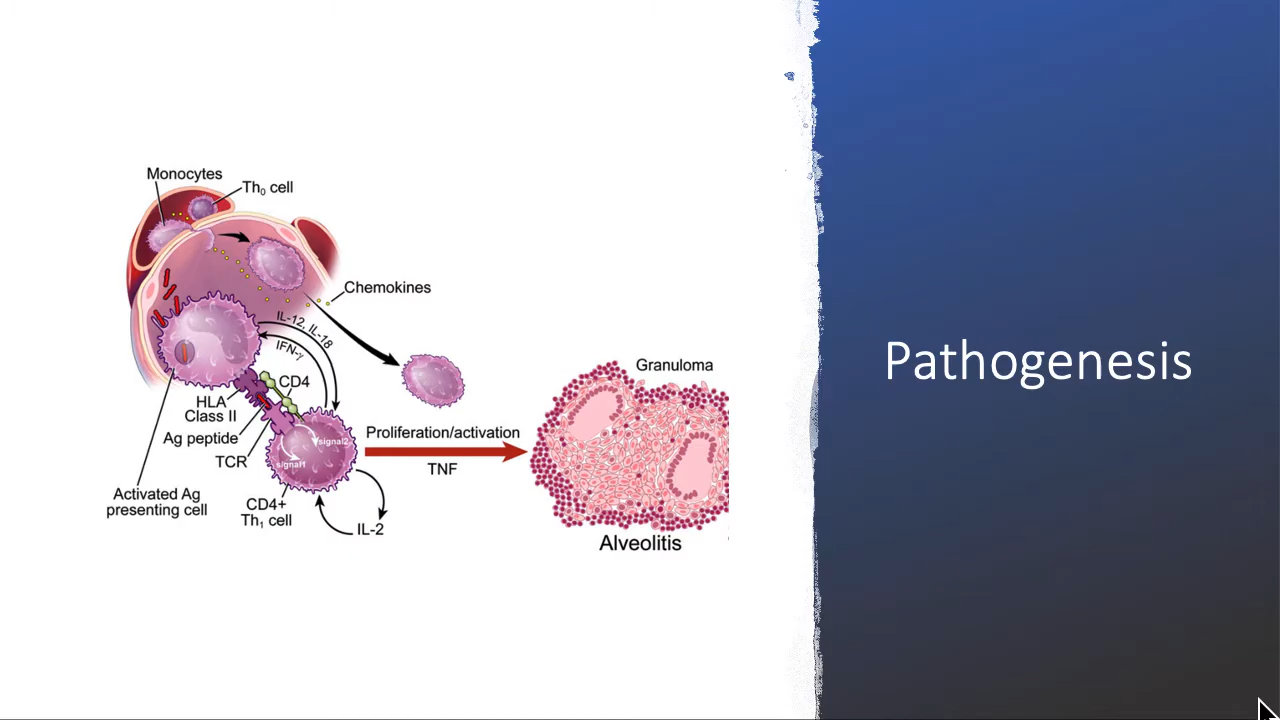 Monocytes
Th₀ cell
Chemokines
IL-12, IL-18
IFN-γ
CD4
HLA
Class II
Ag peptide
TCR
signal2
signal1
Activated Ag
presenting cell
CD4+
Th₁ cell
IL-2
Proliferation/activation
TNF
Granuloma
Alveolitis
Pathogenesis